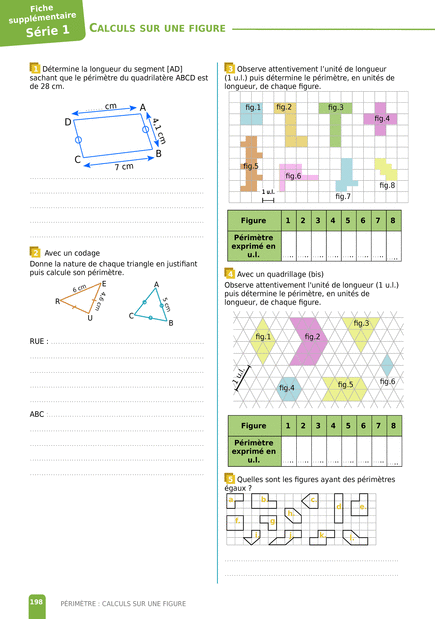 Fiche
supplémentaire
Série 1
CALCULS SUR UNE FIGURE
1 Détermine la longueur du segment [AD]
sachant que le périmètre du quadrilatère ABCD est
de 28 cm.
cm
A
D
4,1 cm
C
B
7 cm
2 Avec un codage
Donne la nature de chaque triangle en justifiant
puis calcule son périmètre.
6 cm
E
R
4,6 cm
U
A
5 cm
C
B
RUE :
ABC
3 Observe attentivement l'unité de longueur
(1 u.l.) puis détermine le périmètre, en unités de
longueur, de chaque figure.
fig.1 fig.2 fig.3
fig.4
fig.5
fig.6
fig.8
1 u.l.
fig.7
Figure 1 2 3 4 5 6 7 8
Périmètre
exprimé en
u.l.
4 Avec un quadrillage (bis)
Observe attentivement l'unité de longueur (1 u.l.)
puis détermine le périmètre, en unités de
longueur, de chaque figure.
fig.3
fig.1 fig.2
1 u.l.
fig.4 fig.5 fig.6
Figure 1 2 3 4 5 6 7 8
Périmètre
exprimé en
u.l.
5 Quelles sont les figures ayant des périmètres
égaux ?
a. b. c. d. e.
f. g. h.
i. j. k. l.
198
PÉRIMÈTRE : CALCULS SUR UNE FIGURE